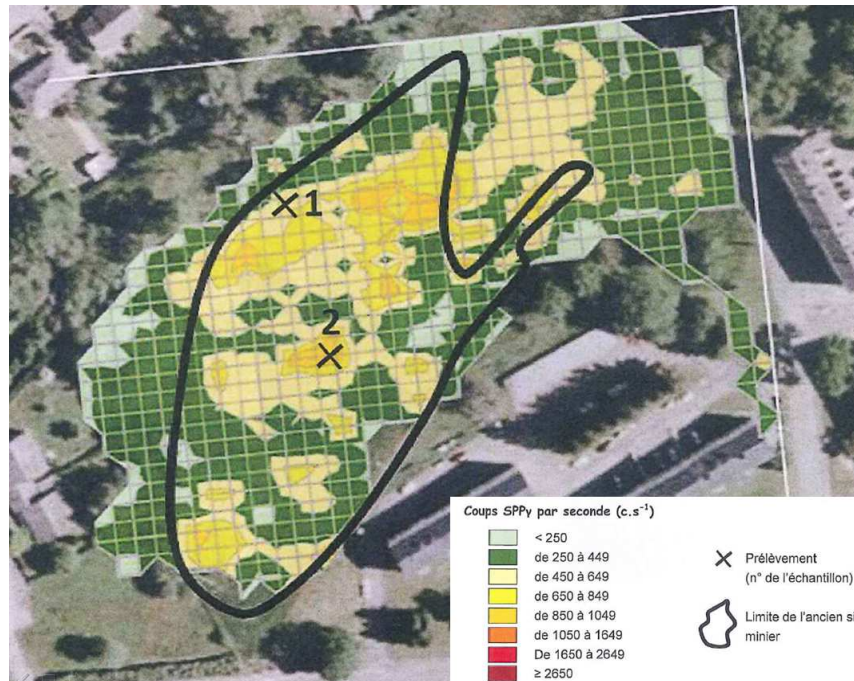 1
2
Coups SPPγ par seconde (c.s⁻¹)
< 250
de 250 à 449
de 450 à 649
de 650 à 849
de 850 à 1049
de 1050 à 1649
De 1650 à 2649
≥ 2650
Prélèvement
(n° de l'échantillon)
Limite de l'ancien si
minier